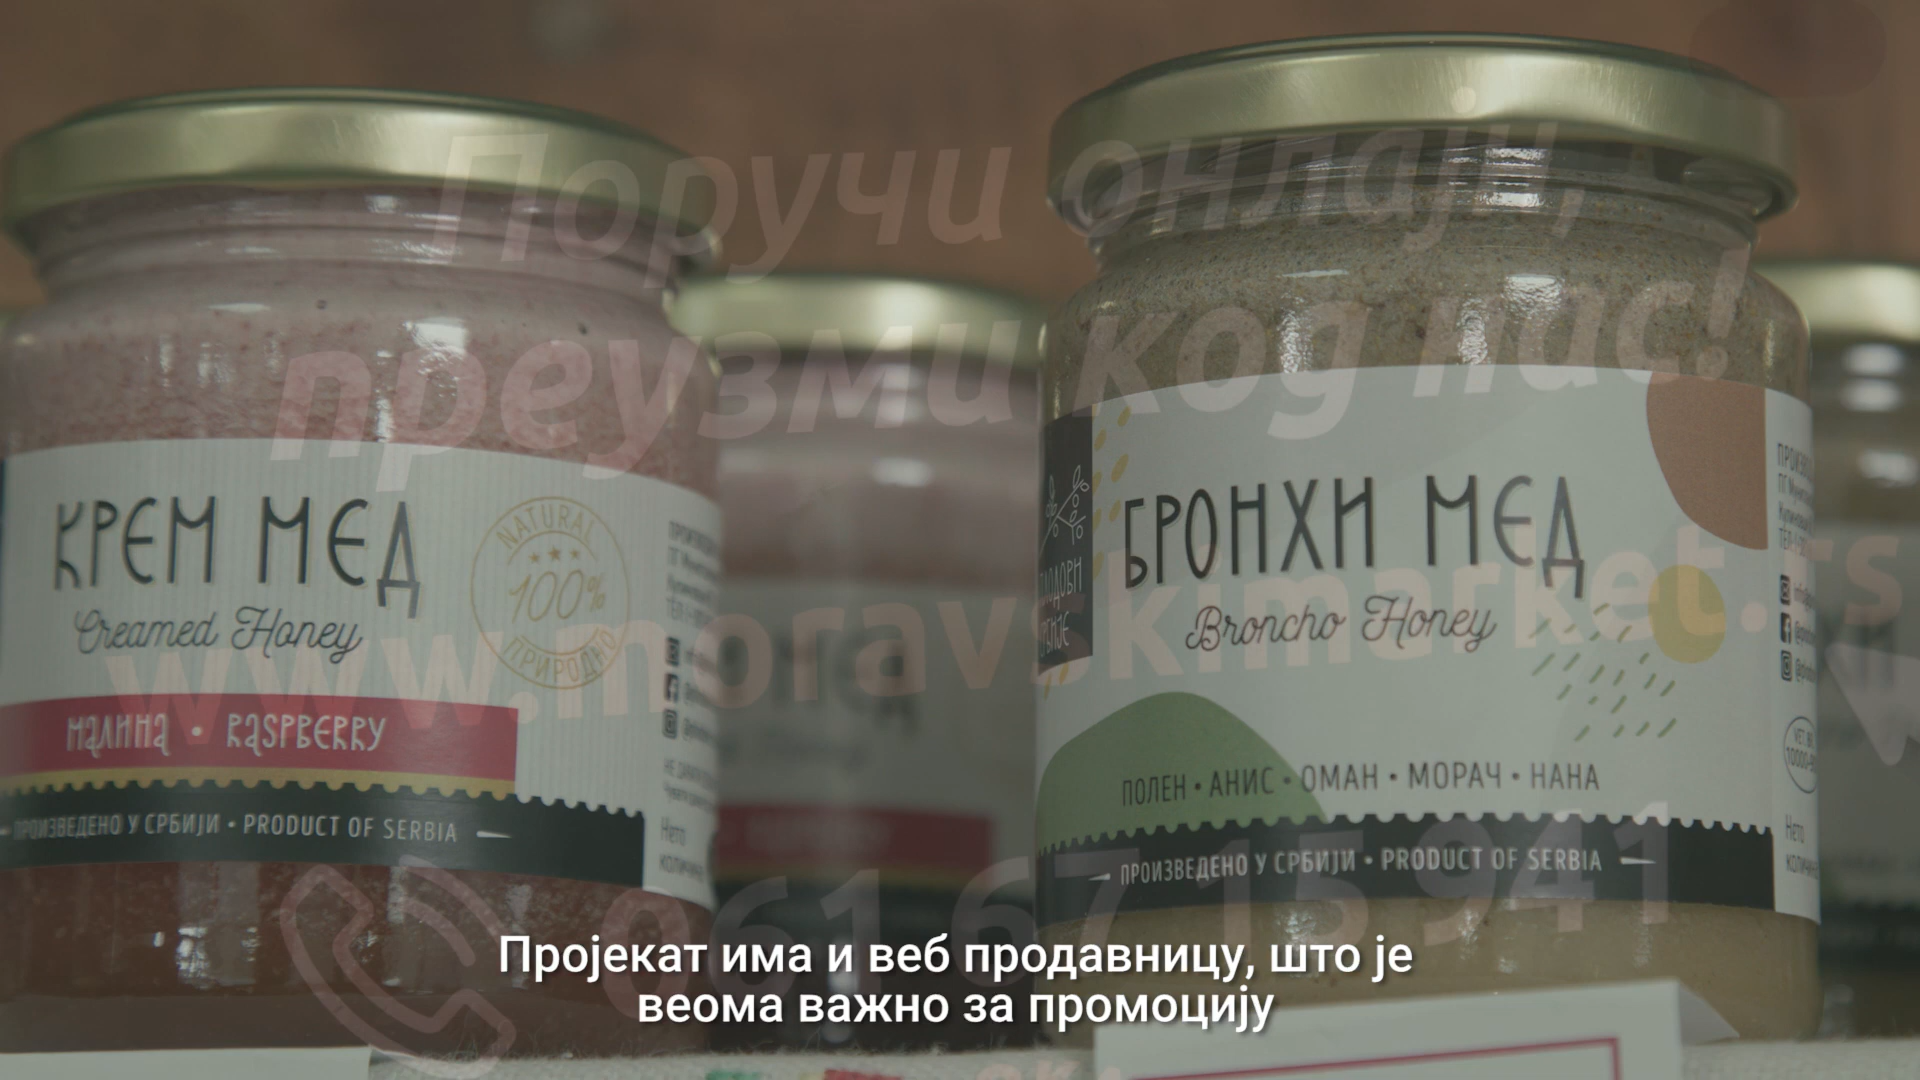 Поручи онлајн,
преузми код нас!
www.moravskimarket.rs
061 67 15 941
КРЕМ МЕД
Creamed Honey
NATURAL
100%
ПРИРОДНО
МАЛИНА • RASPBERRY
ПРОИЗВЕДЕНО У СРБИЈИ • PRODUCT OF SERBIA
Нето
БРОНХИ МЕД
Broncho Honey
ПОЛЕН • АНИС • ОМАН • МОРАЧ • НАНА
ПРОИЗВЕДЕНО У СРБИЈИ • PRODUCT OF SERBIA
Нето
Пројекат има и веб продавницу, што је
веома важно за промоцију